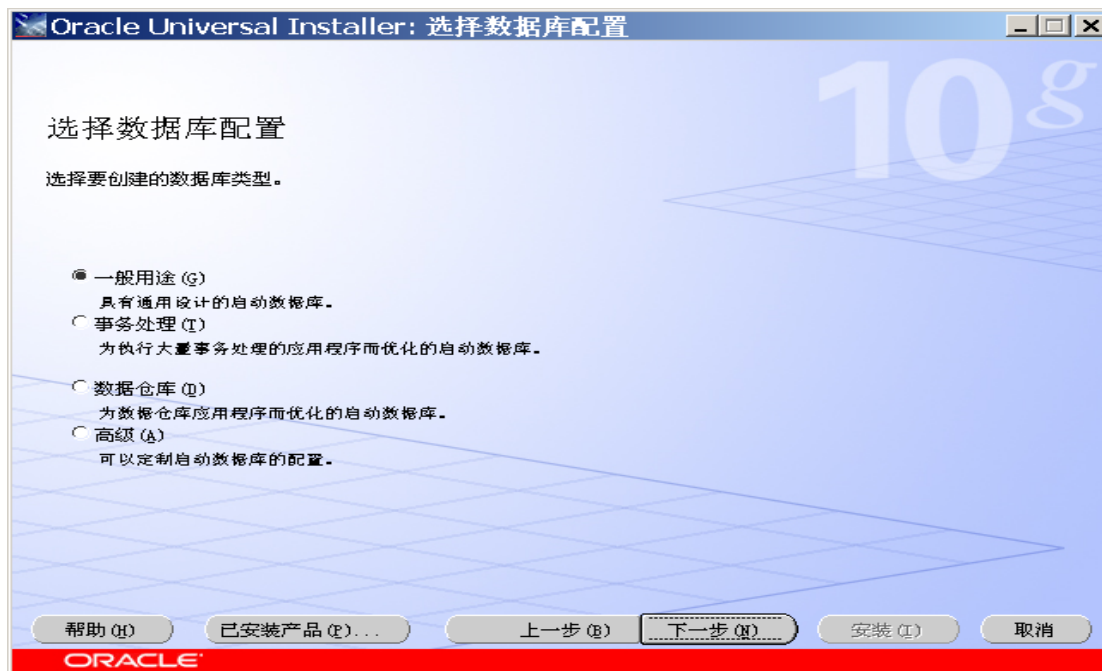 Oracle Universal Installer: 选择数据库配置
10g
选择数据库配置
选择要创建的数据库类型。
一般用途(G)
具有通用设计的启动数据库。
事务处理(T)
为执行大量事务处理的应用程序而优化的启动数据库。
数据仓库(D)
为数据仓库应用程序而优化的启动数据库。
高级(A)
可以定制启动数据库的配置。
帮助(H) 已安装产品(P)... 上一步(B) 下一步(N) 安装(I) 取消
ORACLE